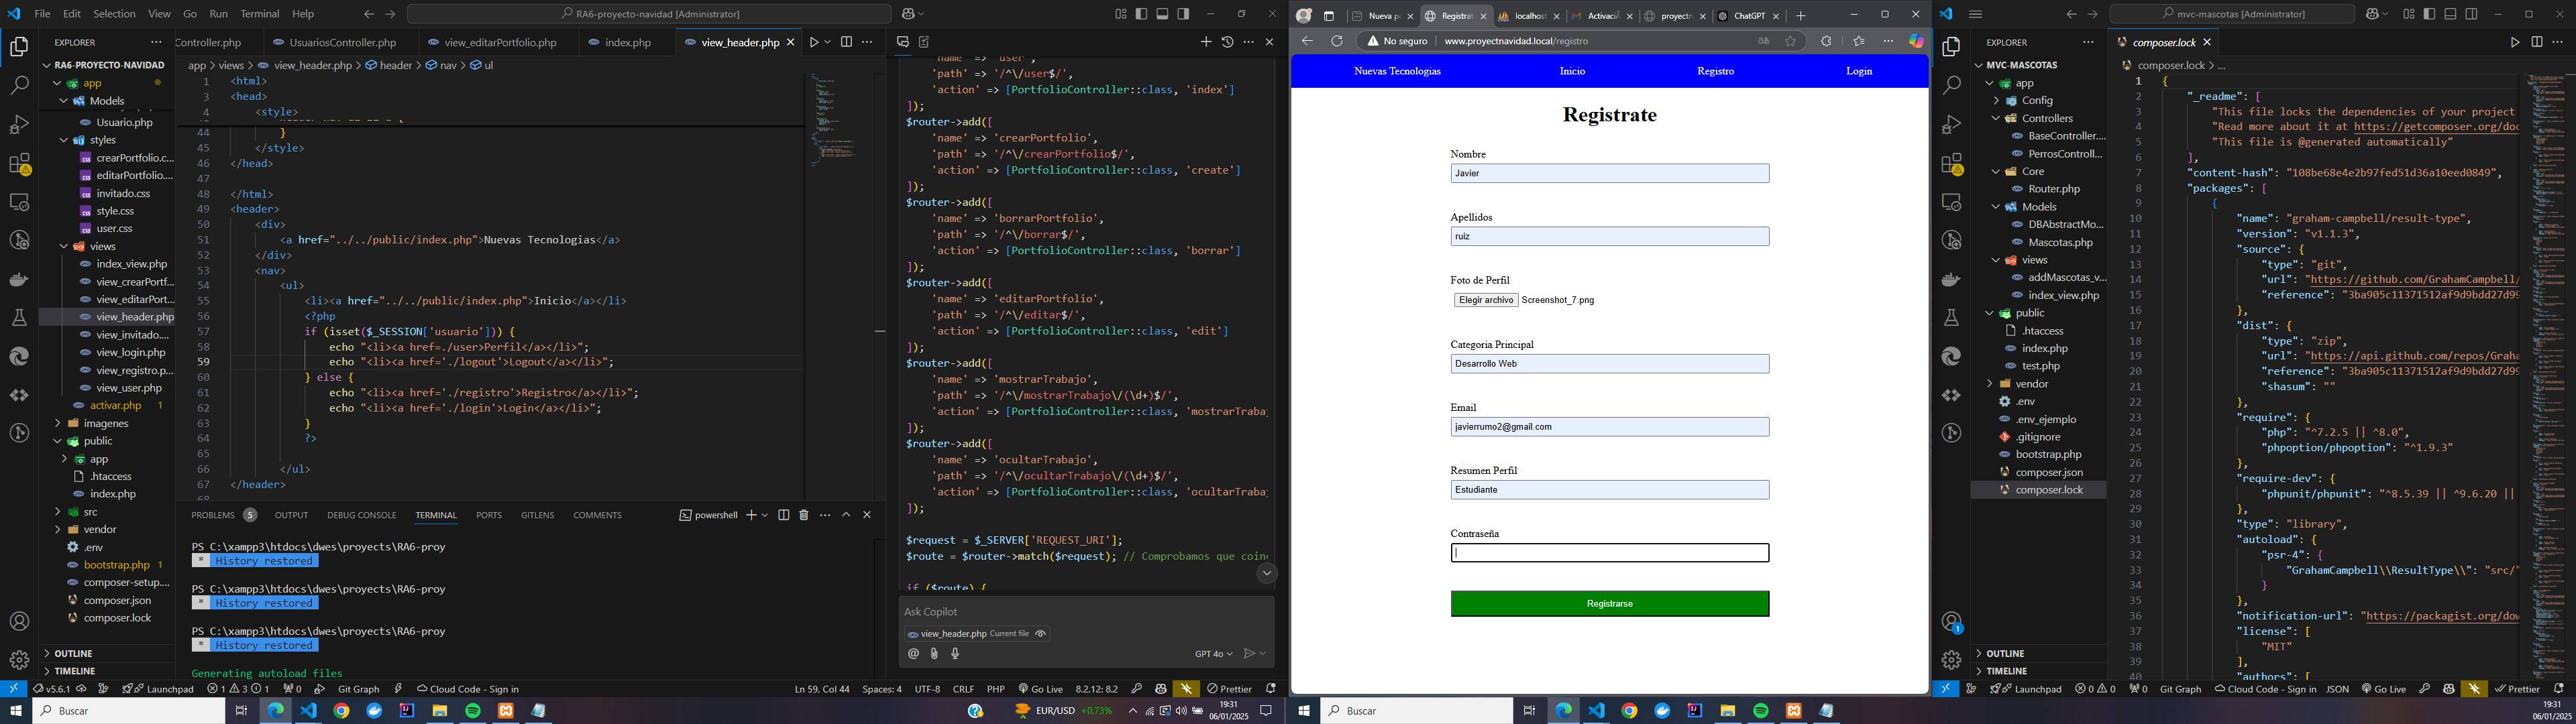 File Edit Selection View Go Run Terminal Help
RA6-proyecto-navidad [Administrator]
EXPLORER
RA6-PROYECTO-NAVIDAD
app
Models
Usuario.php
styles
crearPortfolio.c...
editarPortfolio....
invitado.css
style.css
user.css
views
index_view.php
view_crearPortf...
view_editarPort...
view_header.php
view_invitado....
view_login.php
view_registro.p...
view_user.php
activar.php 1
imagenes
public
app
.htaccess
index.php
src
vendor
.env
bootstrap.php 1
composer-setup....
composer.json
composer.lock
OUTLINE
TIMELINE
Controller.php UsuariosController.php view_editarPortfolio.php index.php view_header.php
app > views > view_header.php > header > nav > ul
1 <html>
3 <head>
4 <style>
44 }
45 </style>
46 </head>
47
48 </html>
49 <header>
50 <div>
51 <a href="../../public/index.php">Nuevas Tecnologias</a>
52 </div>
53 <nav>
54 <ul>
55 <li><a href="../../public/index.php">Inicio</a></li>
56 <?php
57 if (isset($_SESSION['usuario'])) {
58 echo "<li><a href=./user>Perfil</a></li>";
59 echo "<li><a href='./logout'>Logout</a></li>";
60 } else {
61 echo "<li><a href='./registro'>Registro</a></li>";
62 echo "<li><a href='./login'>Login</a></li>";
63 }
64 ?>
65
66 </ul>
67 </header>
68
PROBLEMS 5 OUTPUT DEBUG CONSOLE TERMINAL PORTS GITLENS COMMENTS
powershell
PS C:\xampp3\htdocs\dwes\proyects\RA6-proy
* History restored
PS C:\xampp3\htdocs\dwes\proyects\RA6-proy
* History restored
PS C:\xampp3\htdocs\dwes\proyects\RA6-proy
* History restored
Generating autoload files
'name' => 'user',
'path' => '/^\/user$/',
'action' => [PortfolioController::class, 'index']
]);
$router->add([
'name' => 'crearPortfolio',
'path' => '/^\/crearPortfolio$/',
'action' => [PortfolioController::class, 'create']
]);
$router->add([
'name' => 'borrarPortfolio',
'path' => '/^\/borrar$/',
'action' => [PortfolioController::class, 'borrar']
]);
$router->add([
'name' => 'editarPortfolio',
'path' => '/^\/editar$/',
'action' => [PortfolioController::class, 'edit']
]);
$router->add([
'name' => 'mostrarTrabajo',
'path' => '/^\/mostrarTrabajo\/(\d+)$/',
'action' => [PortfolioController::class, 'mostrarTrabaj
]);
$router->add([
'name' => 'ocultarTrabajo',
'path' => '/^\/ocultarTrabajo\/(\d+)$/',
'action' => [PortfolioController::class, 'ocultarTrabaj
]);
$request = $_SERVER['REQUEST_URI'];
$route = $router->match($request); // Comprobamos que coinc
if ($route) {
Ask Copilot
view_header.php Current file
GPT 4o
v5.6.1 Launchpad 1 3 1 0 Git Graph Cloud Code - Sign in Ln 59, Col 44 Spaces: 4 UTF-8 CRLF PHP Go Live 8.2.12: 8.2 Prettier
Buscar
EUR/USD +0,73%
19:31
06/01/2025
Nueva p Registrat localhost Activació proyectn ChatGPT
No seguro www.proyectnavidad.local/registro
Nuevas Tecnologias Inicio Registro Login
Registrate
Nombre
Javier
Apellidos
ruiz
Foto de Perfil
Elegir archivo Screenshot_7.png
Categoria Principal
Desarrollo Web
Email
javierrumo2@gmail.com
Resumen Perfil
Estudiante
Contraseña
Registrarse
Buscar
mvc-mascotas [Administrator]
EXPLORER
MVC-MASCOTAS
app
Config
Controllers
BaseController....
PerrosControll...
Core
Router.php
Models
DBAbstractMo...
Mascotas.php
views
addMascotas_v...
index_view.php
public
.htaccess
index.php
test.php
vendor
.env
.env_ejemplo
.gitignore
bootstrap.php
composer.json
composer.lock
OUTLINE
TIMELINE
composer.lock
composer.lock > ...
1 {
2 "_readme": [
3 "This file locks the dependencies of your project
4 "Read more about it at https://getcomposer.org/doc
5 "This file is @generated automatically"
6 ],
7 "content-hash": "108be68e4e2b97fed51d36a10eed0849",
8 "packages": [
9 {
10 "name": "graham-campbell/result-type",
11 "version": "v1.1.3",
12 "source": {
13 "type": "git",
14 "url": "https://github.com/GrahamCampbell/
15 "reference": "3ba905c11371512af9d9bdd27d99
16 },
17 "dist": {
18 "type": "zip",
19 "url": "https://api.github.com/repos/Graha
20 "reference": "3ba905c11371512af9d9bdd27d99
21 "shasum": ""
22 },
23 "require": {
24 "php": "^7.2.5 || ^8.0",
25 "phpoption/phpoption": "^1.9.3"
26 },
27 "require-dev": {
28 "phpunit/phpunit": "^8.5.39 || ^9.6.20 ||
29 },
30 "type": "library",
31 "autoload": {
32 "psr-4": {
33 "GrahamCampbell\\ResultType\\": "src/"
34 }
35 },
36 "notification-url": "https://packagist.org/dow
37 "license": [
38 "MIT"
39 ],
40 "authors": [
Launchpad 0 0 0 Git Graph Cloud Code - Sign in JSON Go Live Prettier
19:31
06/01/2025